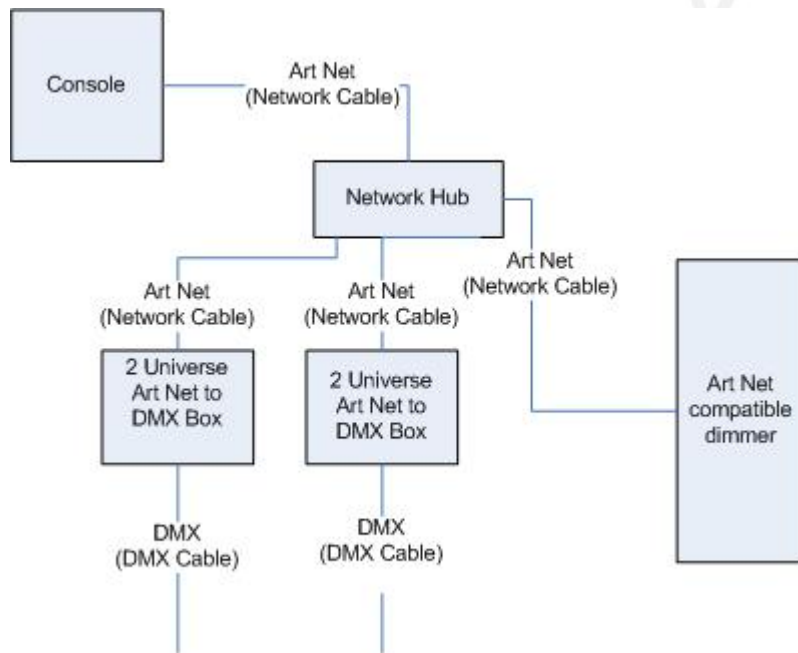 Console
Art Net
(Network Cable)
Network Hub
Art Net
(Network Cable)
Art Net
(Network Cable)
Art Net
(Network Cable)
2 Universe
Art Net to
DMX Box
2 Universe
Art Net to
DMX Box
Art Net
compatible
dimmer
DMX
(DMX Cable)
DMX
(DMX Cable)